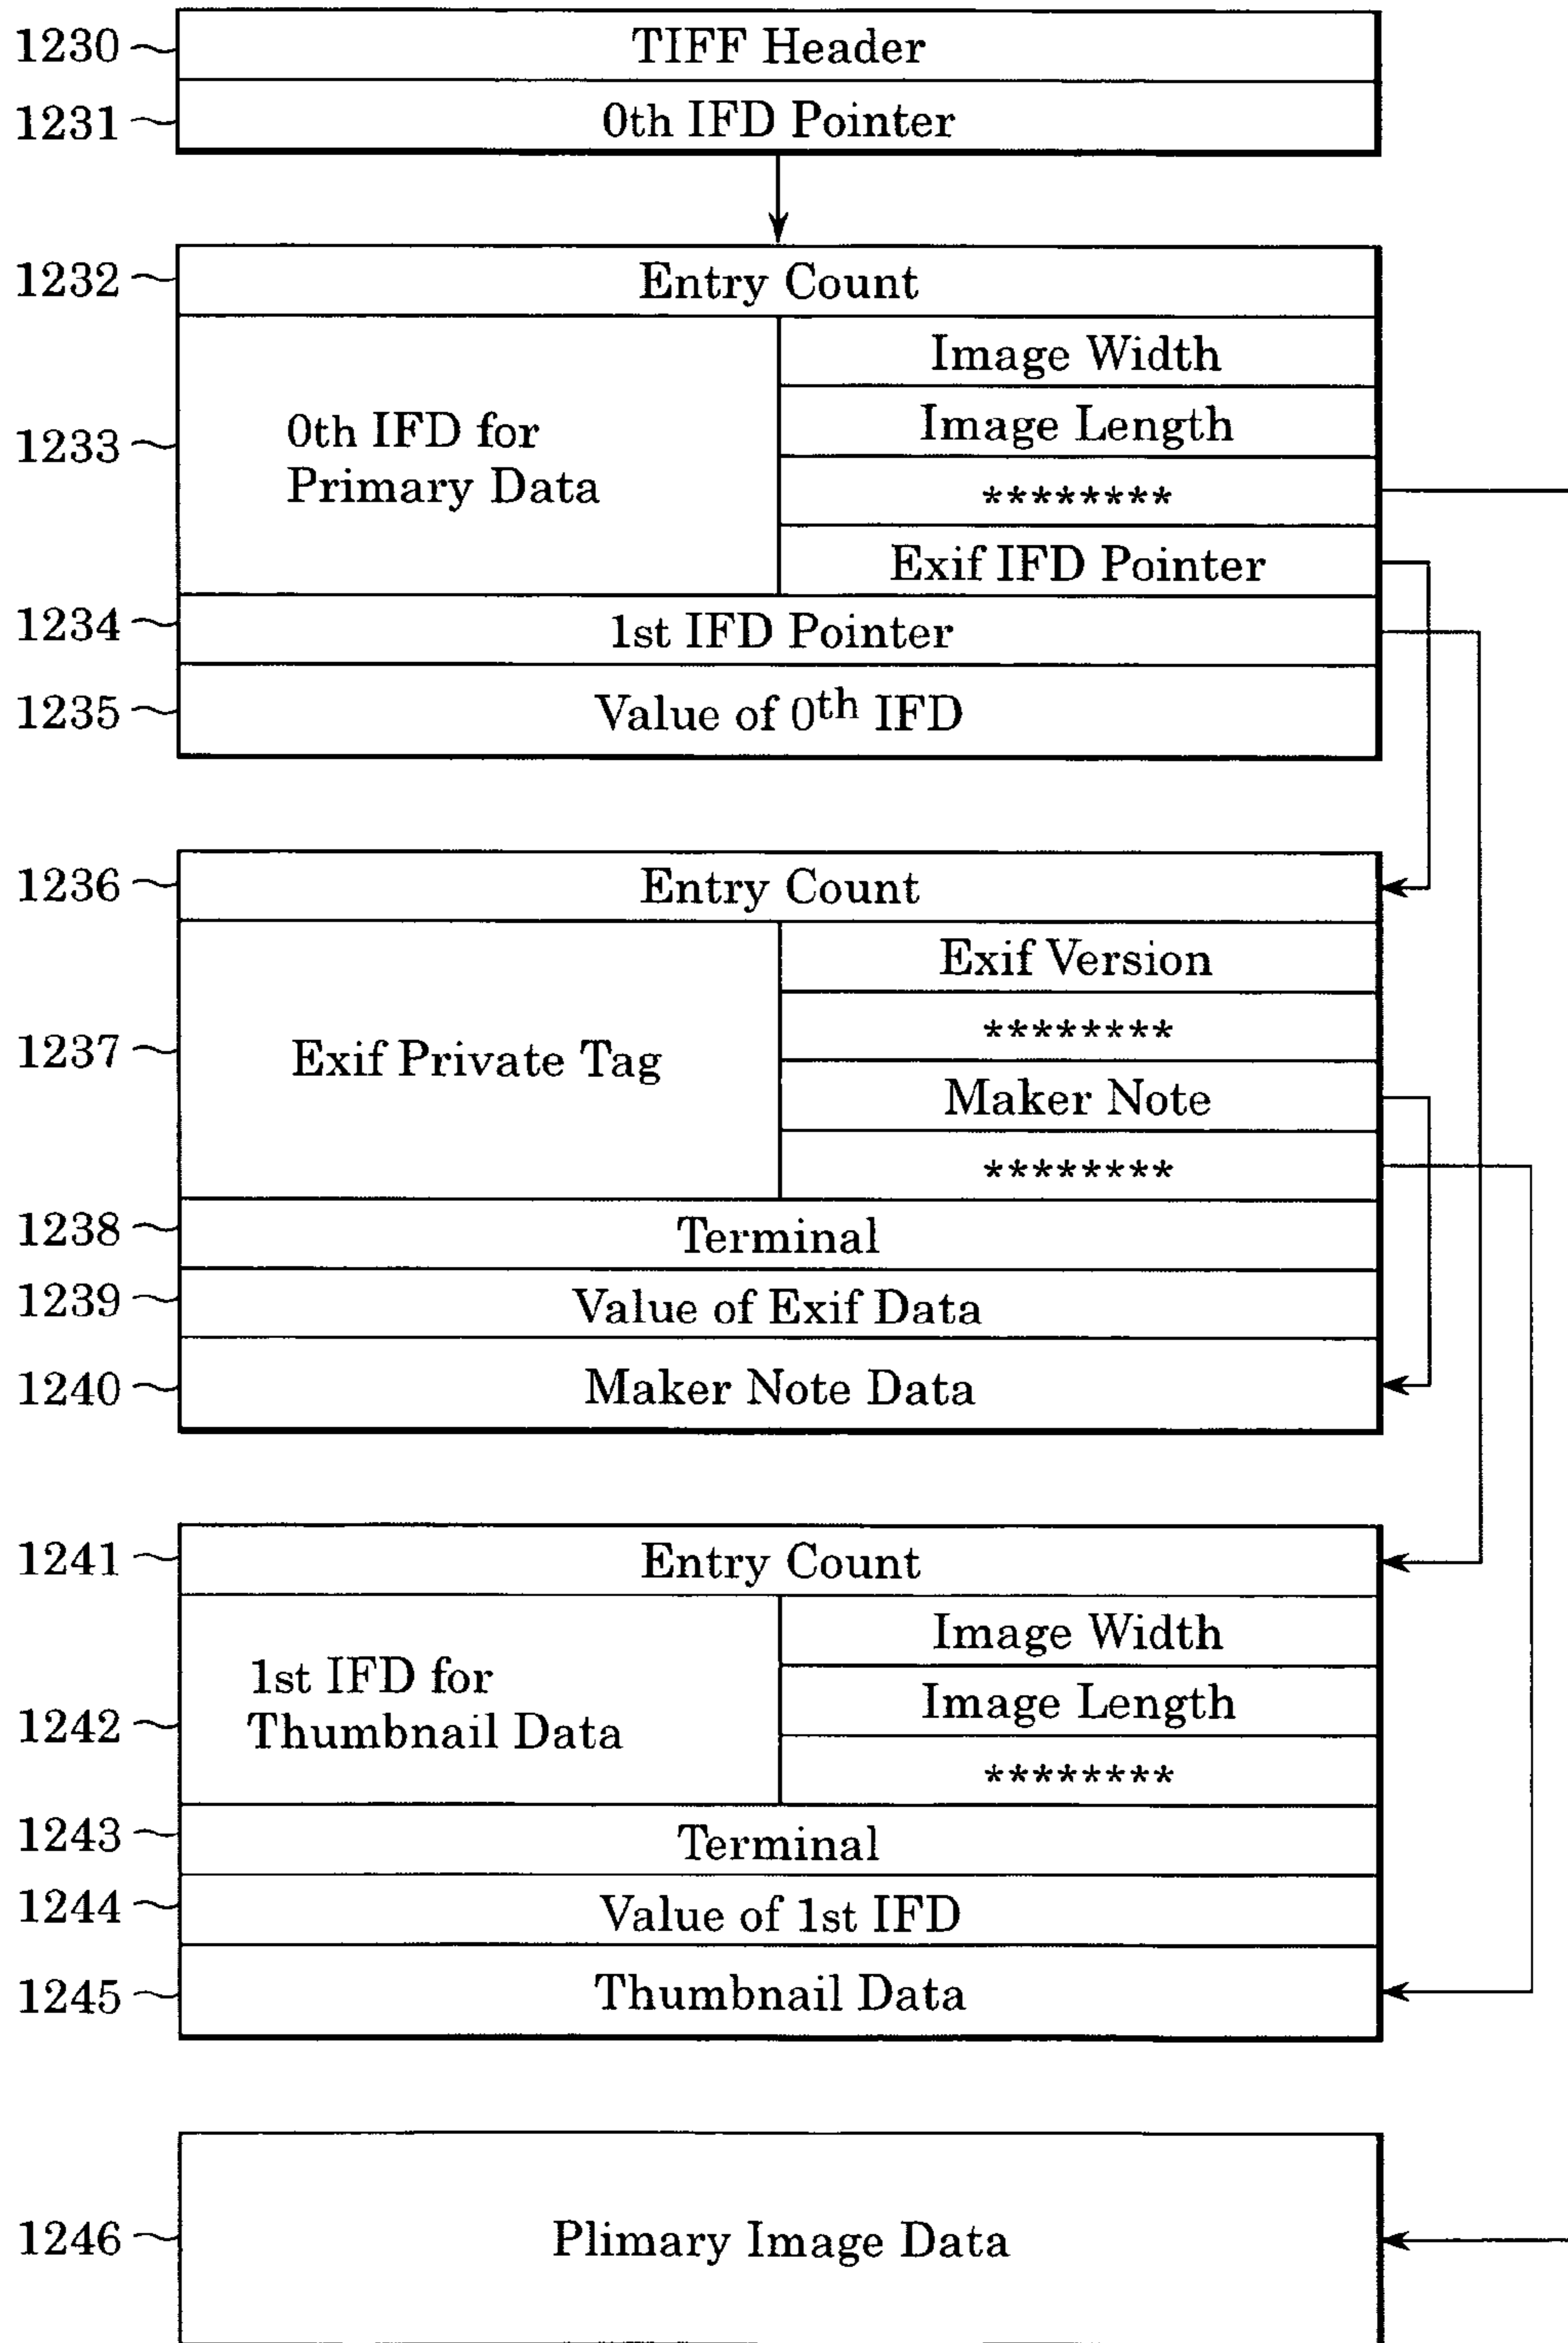 1230 TIFF Header
1231 0th IFD Pointer
1232 Entry Count
Image Width
Image Length
1233 0th IFD for
Primary Data
********
Exif IFD Pointer
1234 1st IFD Pointer
1235 Value of 0th IFD
1236 Entry Count
Exif Version
********
1237 Exif Private Tag
Maker Note
********
1238 Terminal
1239 Value of Exif Data
1240 Maker Note Data
1241 Entry Count
Image Width
1st IFD for
Image Length
1242 Thumbnail Data
********
1243 Terminal
1244 Value of 1st IFD
1245 Thumbnail Data
1246 Plimary Image Data